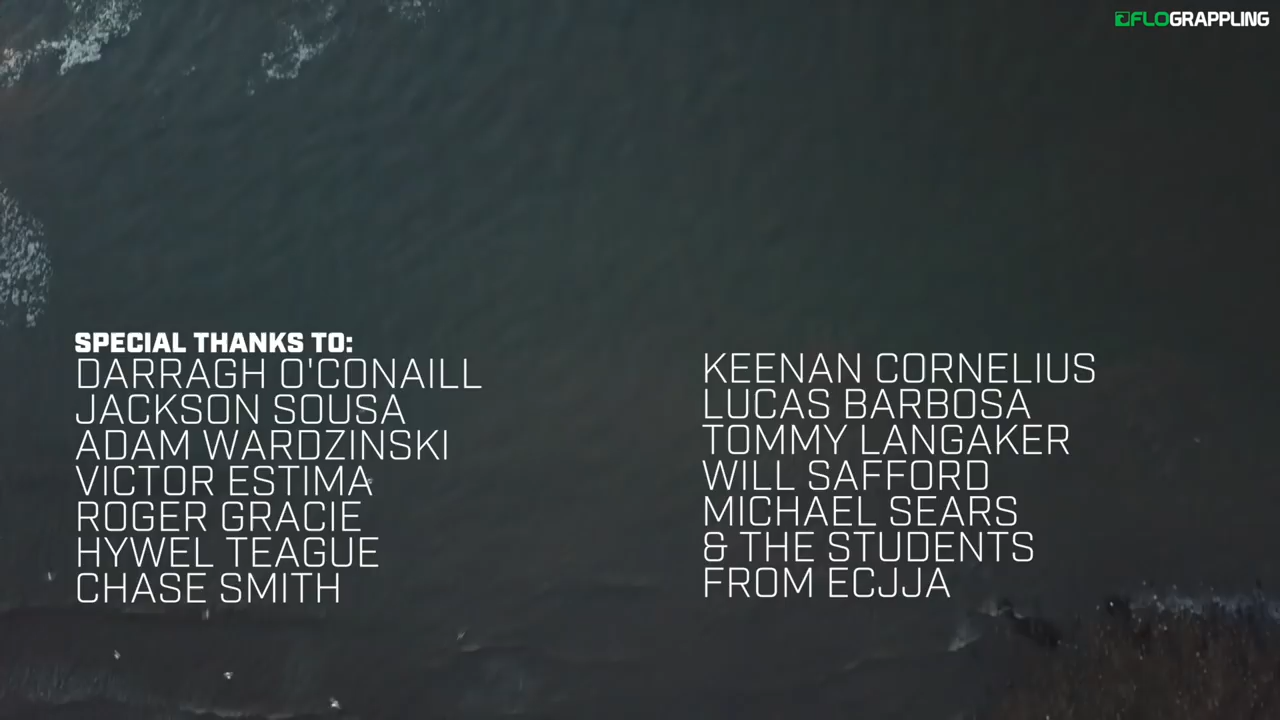 FLOGRAPPLING
SPECIAL THANKS TO:
DARRAGH O'CONAILL
JACKSON SOUSA
ADAM WARDZINSKI
VICTOR ESTIMA
ROGER GRACIE
HYWEL TEAGUE
CHASE SMITH
KEENAN CORNELIUS
LUCAS BARBOSA
TOMMY LANGAKER
WILL SAFFORD
MICHAEL SEARS
& THE STUDENTS
FROM ECJJA